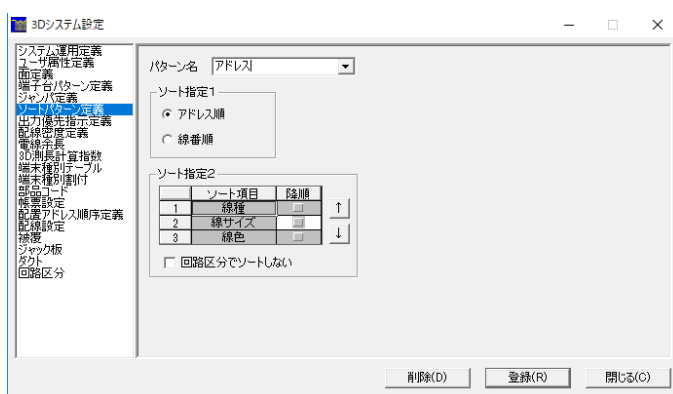 3Dシステム設定
システム運用定義
ユーザ属性定義
面定義
端子台パターン定義
ジャンパ定義
ソートパターン定義
出力優先指示定義
配線密度定義
電線余長
3D測長計算指数
端末種別テーブル
端末種別割付
部品コード
帳票設定
配置アドレス順序定義
配線設定
被覆
ジャック板
ダクト
回路区分
パターン名 アドレス
ソート指定1
アドレス順
線番順
ソート指定2
ソート項目 降順
1 線種
2 線サイズ
3 線色
↑
↓
回路区分でソートしない
削除(D) 登録(R) 閉じる(C)